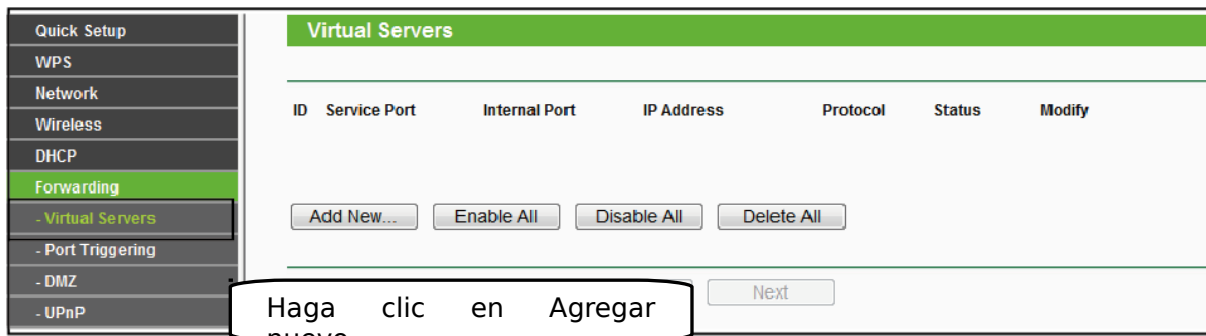 Quick Setup
WPS
Network
Wireless
DHCP
Forwarding
- Virtual Servers
- Port Triggering
- DMZ
- UPnP
Virtual Servers
ID Service Port Internal Port IP Address Protocol Status Modify
Add New... Enable All Disable All Delete All
Next
Haga clic en Agregar
nuevo